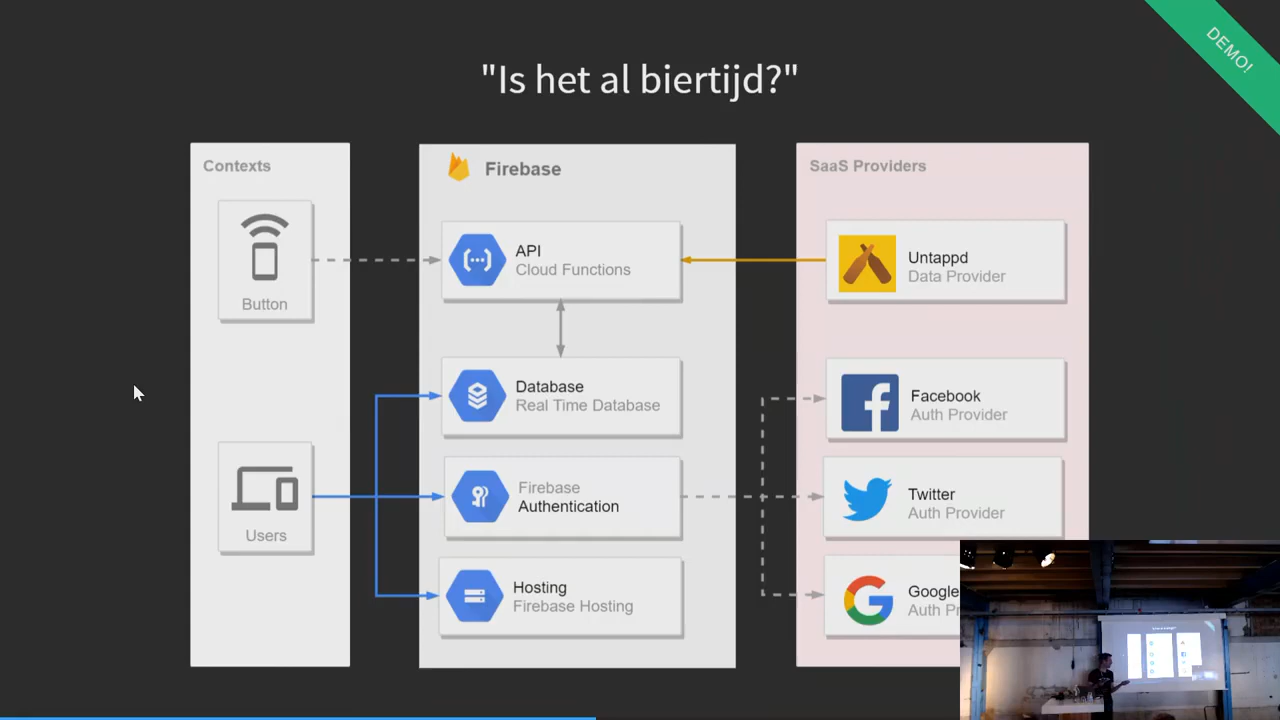 DEMO!
"Is het al biertijd?"
Contexts
Button
Users
Firebase
API
Cloud Functions
Database
Real Time Database
Firebase
Authentication
Hosting
Firebase Hosting
SaaS Providers
Untappd
Data Provider
Facebook
Auth Provider
Twitter
Auth Provider
Google
Auth